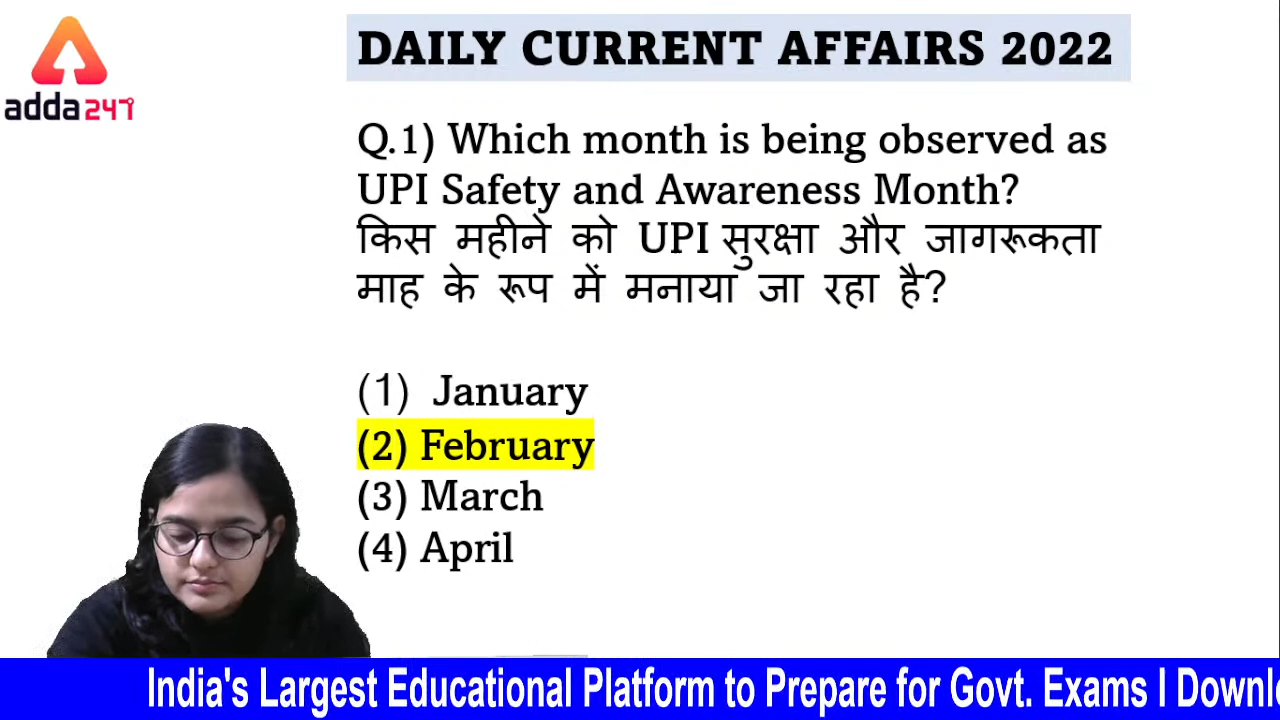 DAILY CURRENT AFFAIRS 2022
adda247
Q.1) Which month is being observed as
UPI Safety and Awareness Month?
किस महीने को UPI सुरक्षा और जागरूकता
माह के रूप में मनाया जा रहा है?
(1) January
(2) February
(3) March
(4) April
India's Largest Educational Platform to Prepare for Govt. Exams I Downl